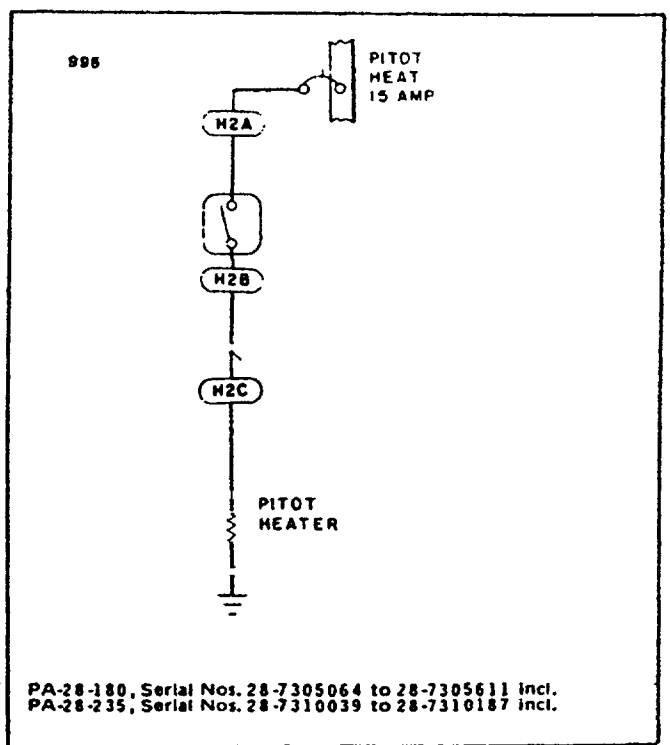 996
PITOT
HEAT
15 AMP
H2A
H2B
H2C
PITOT
HEATER
PA-28-180, Serial Nos. 28-7305064 to 28-7305611 incl.
PA-28-235, Serial Nos. 28-7310039 to 28-7310187 incl.